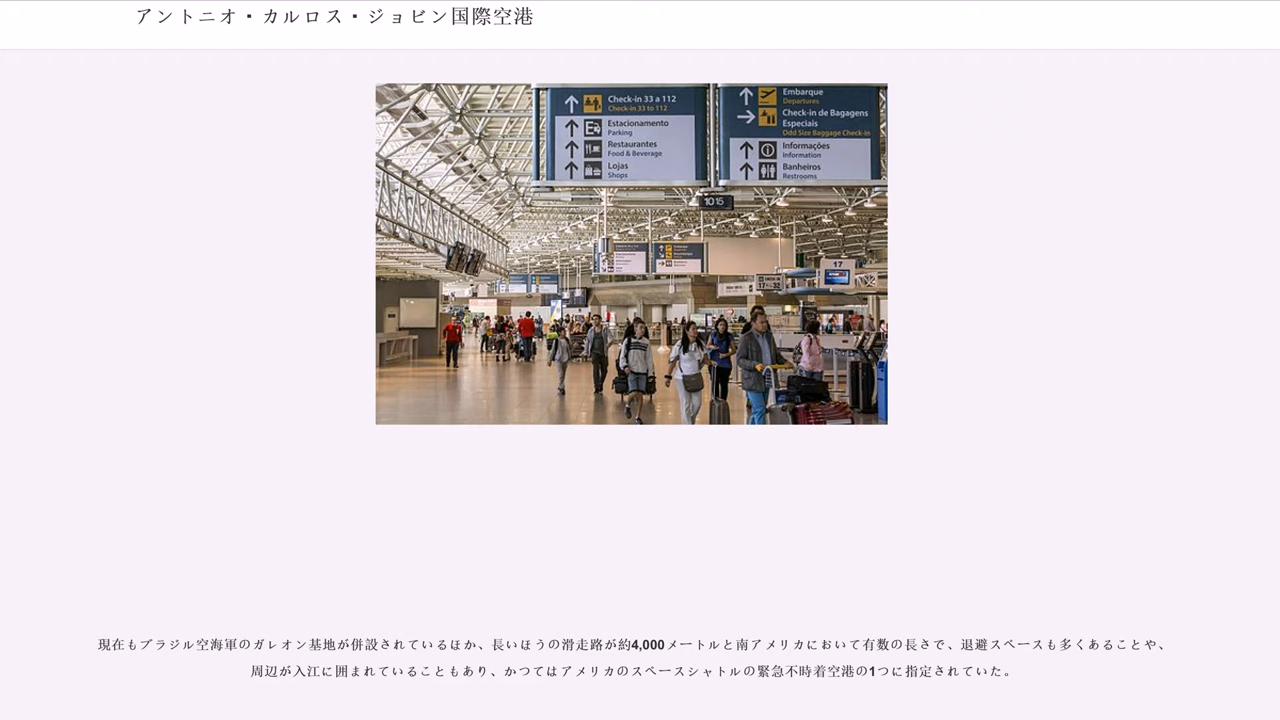 アントニオ・カルロス・ジョビン国際空港
Check-in 33 a 112
Check-in 33 to 112
Estacionamento
Parking
Restaurantes
Food & Beverage
Lojas
Shops
Embarque
Departures
Check-in de Bagagens
Especiais
Odd Size Baggage Check-in
Informações
Information
Banheiros
Restrooms
10 15
17
現在もブラジル空海軍のガレオン基地が併設されているほか、長いほうの滑走路が約4,000メートルと南アメリカにおいて有数の長さで、退避スペースも多くあることや、
周辺が入江に囲まれていることもあり、かつてはアメリカのスペースシャトルの緊急不時着空港の1つに指定されていた。